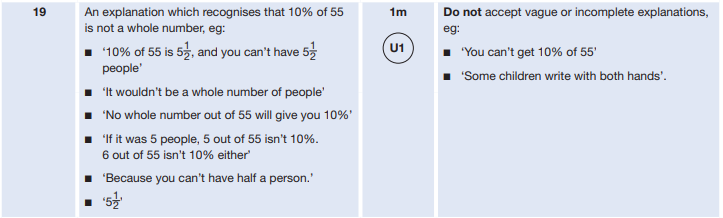 19
An explanation which recognises that 10% of 55
is not a whole number, eg:
■ '10% of 55 is 5½, and you can't have 5½
people'
■ 'It wouldn't be a whole number of people'
■ 'No whole number out of 55 will give you 10%'
■ 'If it was 5 people, 5 out of 55 isn't 10%.
6 out of 55 isn't 10% either'
■ 'Because you can't have half a person.'
■ '5½'
1m
U1
Do not accept vague or incomplete explanations,
eg:
■ 'You can't get 10% of 55'
■ 'Some children write with both hands'.